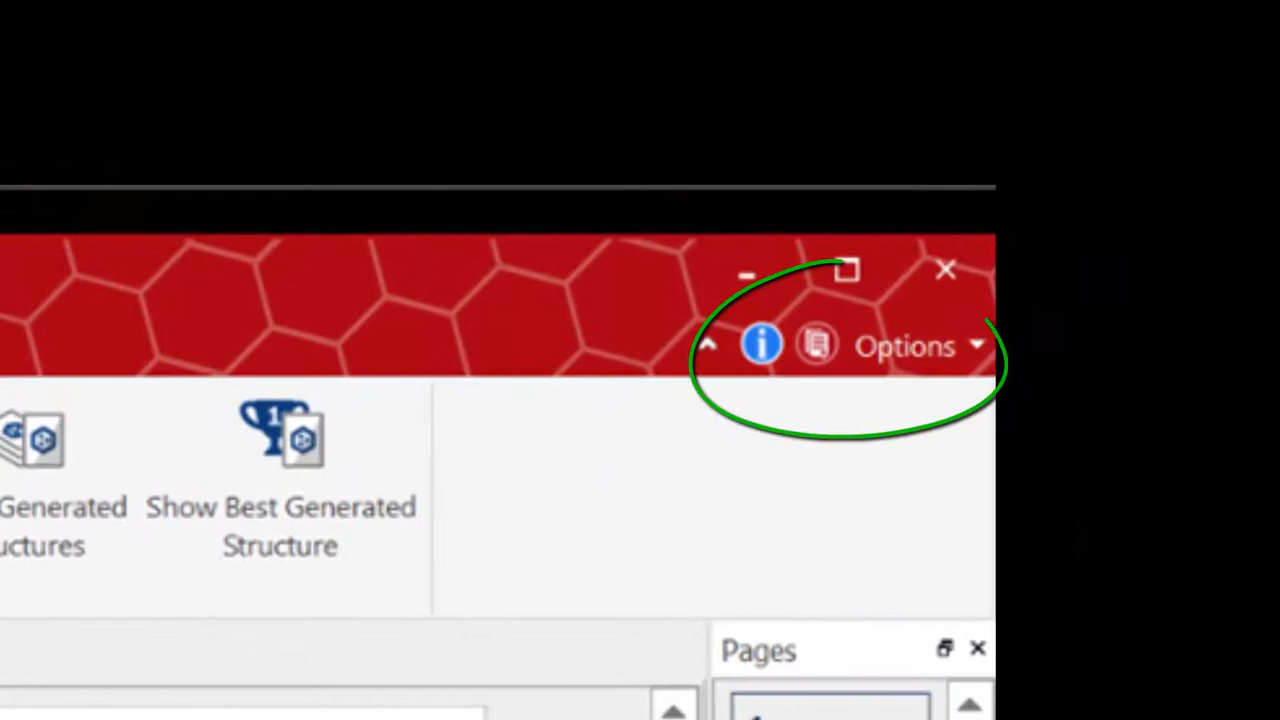 Options
Generated
uctures
Show Best Generated
Structure
Pages